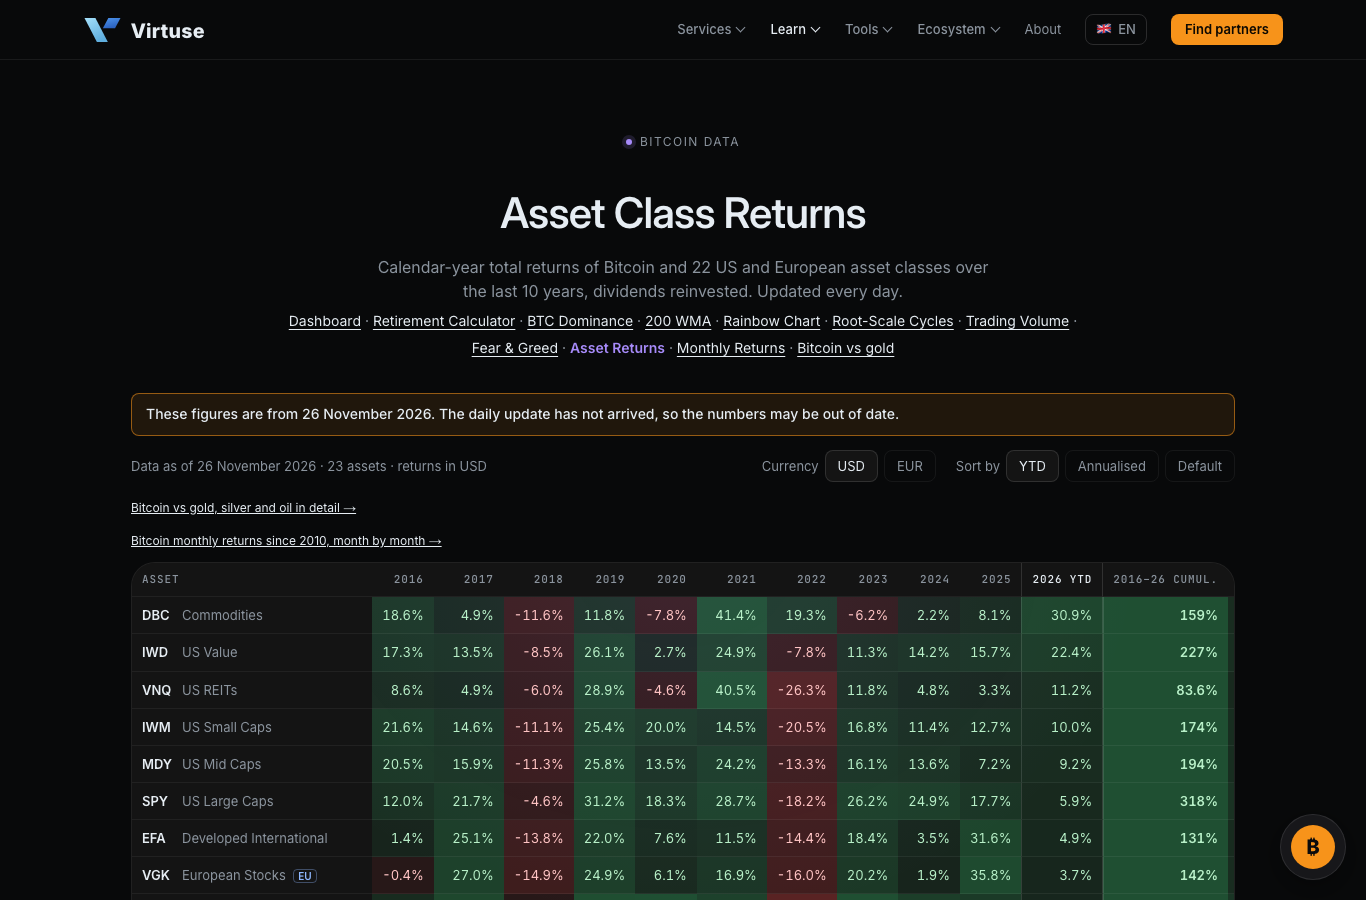 Virtuse
Services Learn Tools Ecosystem About EN Find partners
BITCOIN DATA
Asset Class Returns
Calendar-year total returns of Bitcoin and 22 US and European asset classes over
the last 10 years, dividends reinvested. Updated every day.
Dashboard · Retirement Calculator · BTC Dominance · 200 WMA · Rainbow Chart · Root-Scale Cycles · Trading Volume ·
Fear & Greed · Asset Returns · Monthly Returns · Bitcoin vs gold
These figures are from 26 November 2026. The daily update has not arrived, so the numbers may be out of date.
Data as of 26 November 2026 · 23 assets · returns in USD Currency USD EUR Sort by YTD Annualised Default
Bitcoin vs gold, silver and oil in detail →
Bitcoin monthly returns since 2010, month by month →
ASSET 2016 2017 2018 2019 2020 2021 2022 2023 2024 2025 2026 YTD 2016–26 CUMUL.
DBC Commodities 18.6% 4.9% -11.6% 11.8% -7.8% 41.4% 19.3% -6.2% 2.2% 8.1% 30.9% 159%
IWD US Value 17.3% 13.5% -8.5% 26.1% 2.7% 24.9% -7.8% 11.3% 14.2% 15.7% 22.4% 227%
VNQ US REITs 8.6% 4.9% -6.0% 28.9% -4.6% 40.5% -26.3% 11.8% 4.8% 3.3% 11.2% 83.6%
IWM US Small Caps 21.6% 14.6% -11.1% 25.4% 20.0% 14.5% -20.5% 16.8% 11.4% 12.7% 10.0% 174%
MDY US Mid Caps 20.5% 15.9% -11.3% 25.8% 13.5% 24.2% -13.3% 16.1% 13.6% 7.2% 9.2% 194%
SPY US Large Caps 12.0% 21.7% -4.6% 31.2% 18.3% 28.7% -18.2% 26.2% 24.9% 17.7% 5.9% 318%
EFA Developed International 1.4% 25.1% -13.8% 22.0% 7.6% 11.5% -14.4% 18.4% 3.5% 31.6% 4.9% 131%
VGK European Stocks EU -0.4% 27.0% -14.9% 24.9% 6.1% 16.9% -16.0% 20.2% 1.9% 35.8% 3.7% 142%